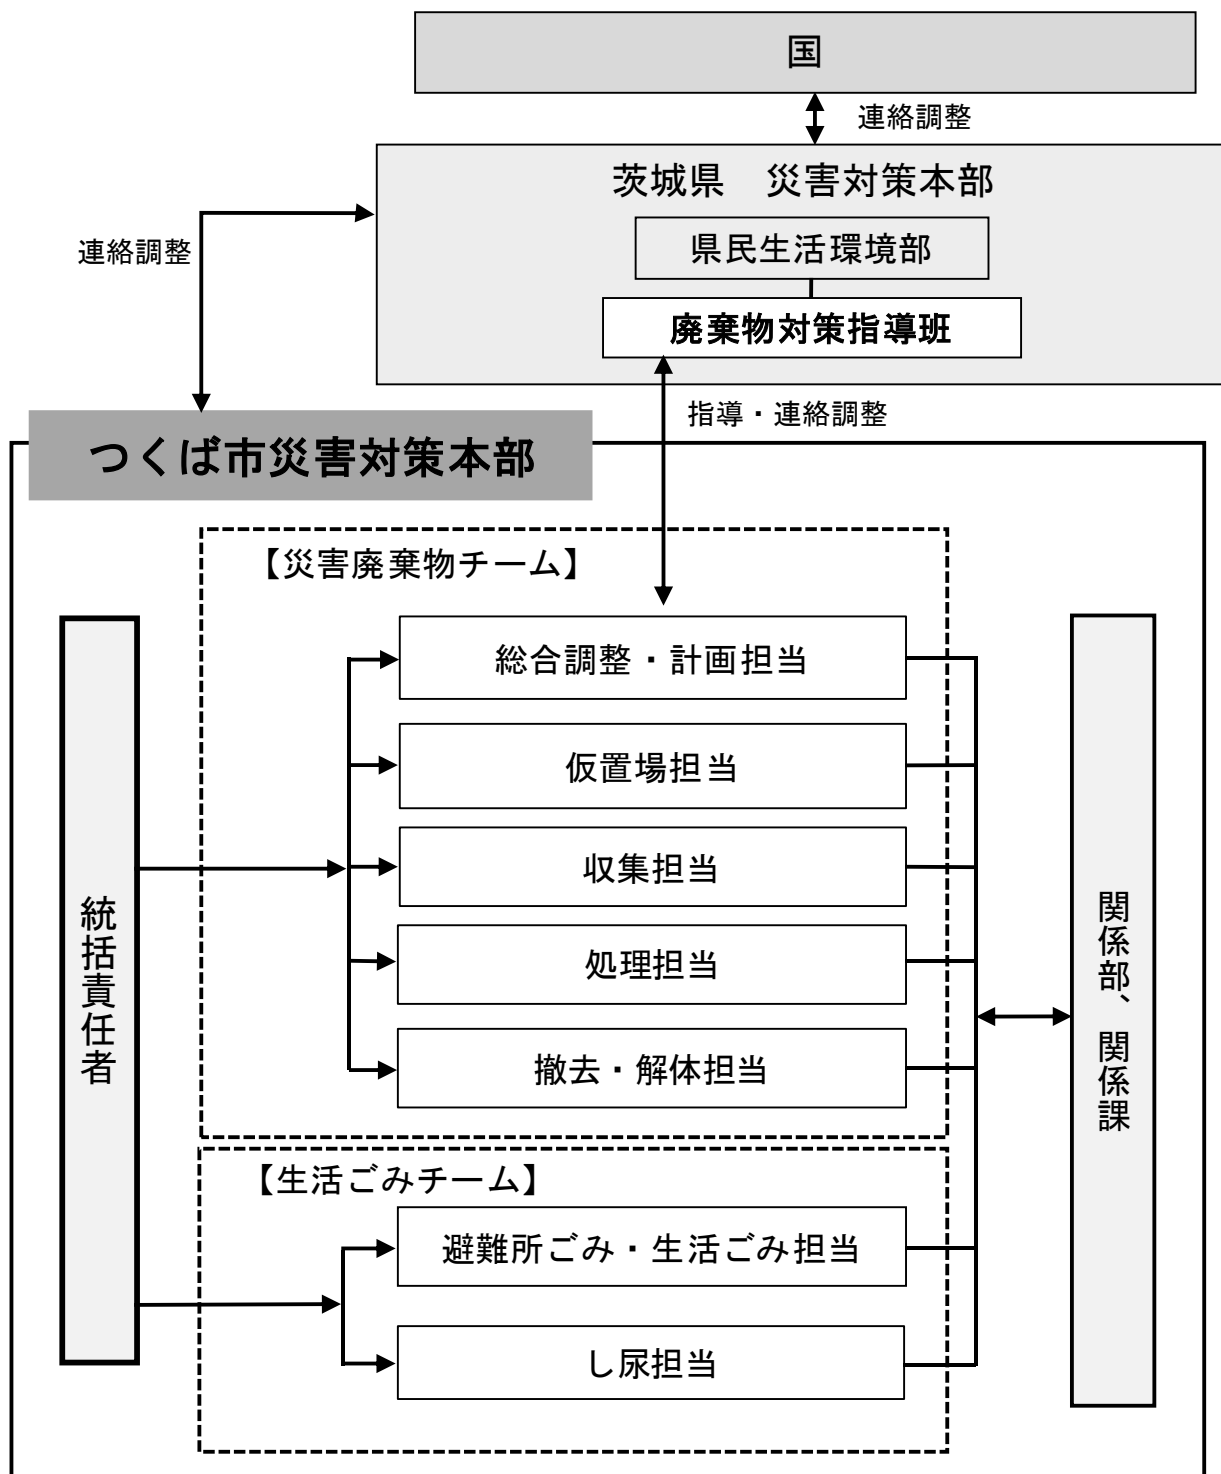 国
連絡調整
茨城県　災害対策本部
県民生活環境部
連絡調整
廃棄物対策指導班
指導・連絡調整
つくば市災害対策本部
【災害廃棄物チーム】
総合調整・計画担当
仮置場担当
収集担当
処理担当
撤去・解体担当
統括責任者
関係部、関係課
【生活ごみチーム】
避難所ごみ・生活ごみ担当
し尿担当